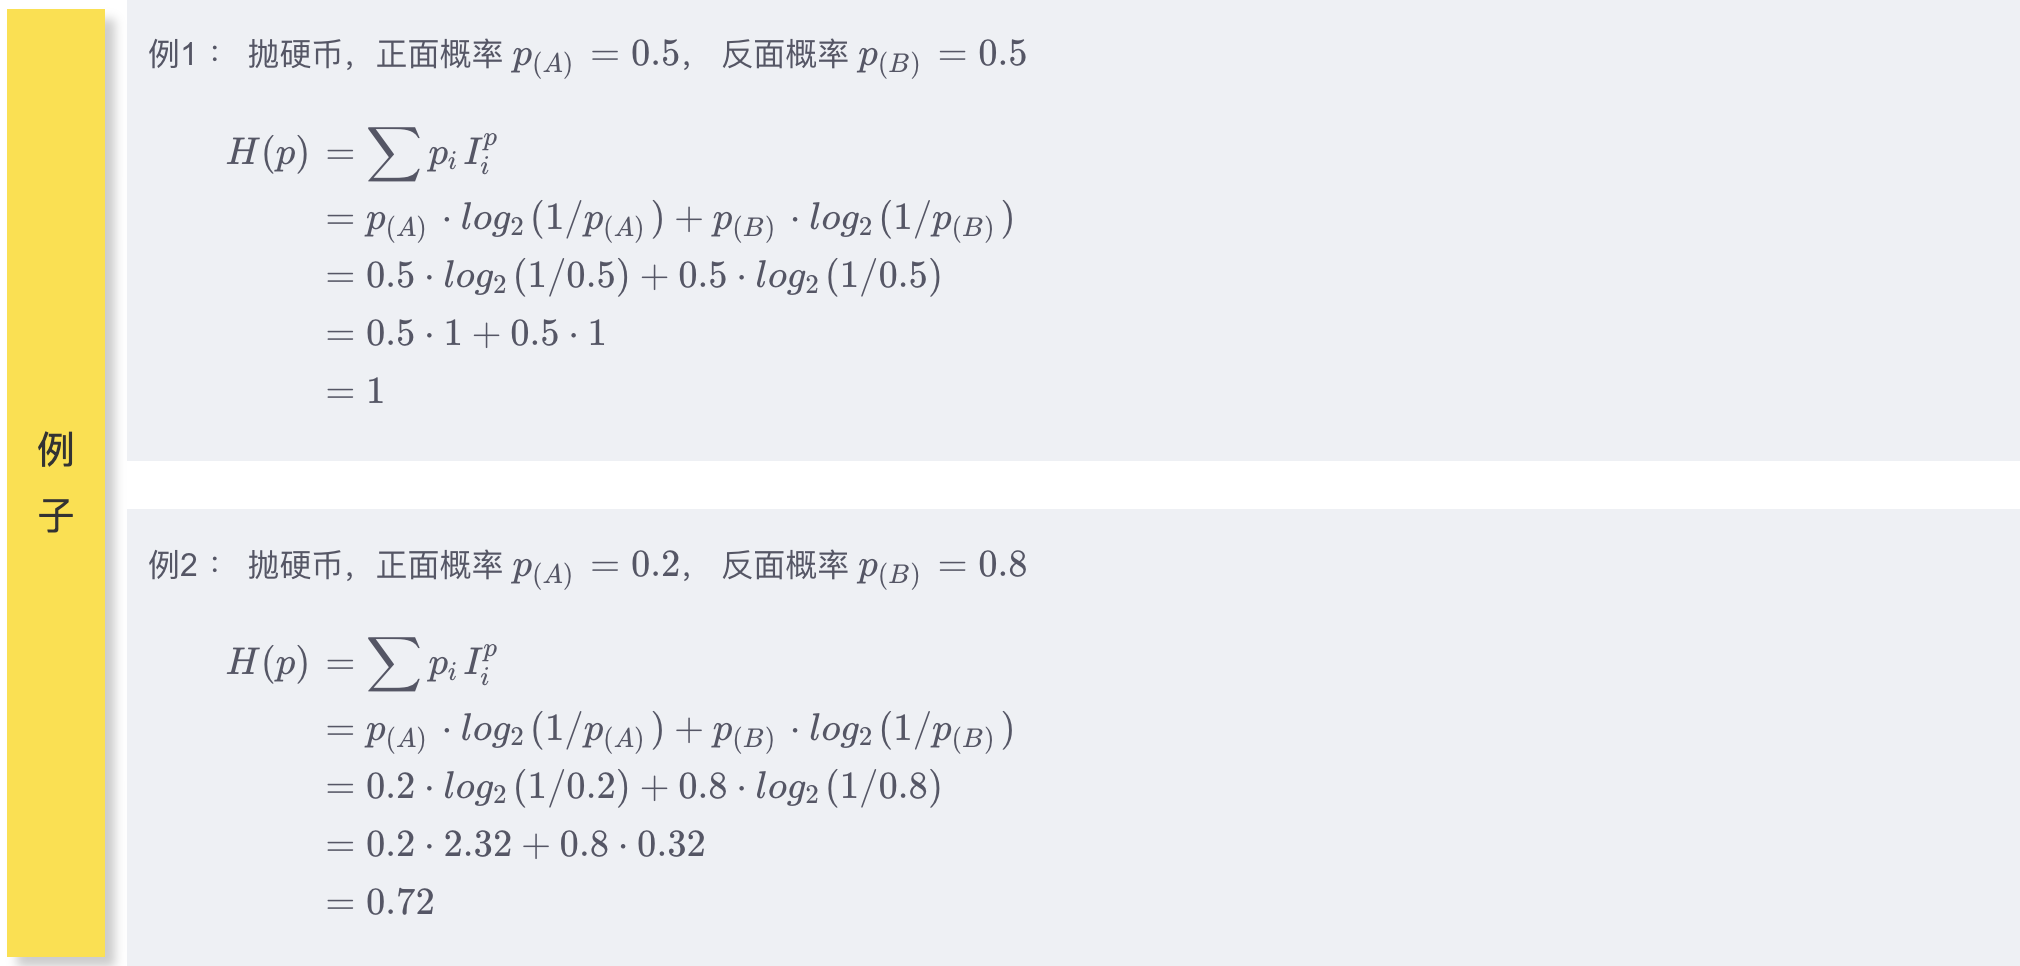 例子
例1： 抛硬币，正面概率 $p_{(A)} = 0.5$， 反面概率 $p_{(B)} = 0.5$
$H(p) = \sum p_i I_i^p$
$= p_{(A)} \cdot log_2(1/p_{(A)}) + p_{(B)} \cdot log_2(1/p_{(B)})$
$= 0.5 \cdot log_2(1/0.5) + 0.5 \cdot log_2(1/0.5)$
$= 0.5 \cdot 1 + 0.5 \cdot 1$
$= 1$
例2： 抛硬币，正面概率 $p_{(A)} = 0.2$， 反面概率 $p_{(B)} = 0.8$
$H(p) = \sum p_i I_i^p$
$= p_{(A)} \cdot log_2(1/p_{(A)}) + p_{(B)} \cdot log_2(1/p_{(B)})$
$= 0.2 \cdot log_2(1/0.2) + 0.8 \cdot log_2(1/0.8)$
$= 0.2 \cdot 2.32 + 0.8 \cdot 0.32$
$= 0.72$